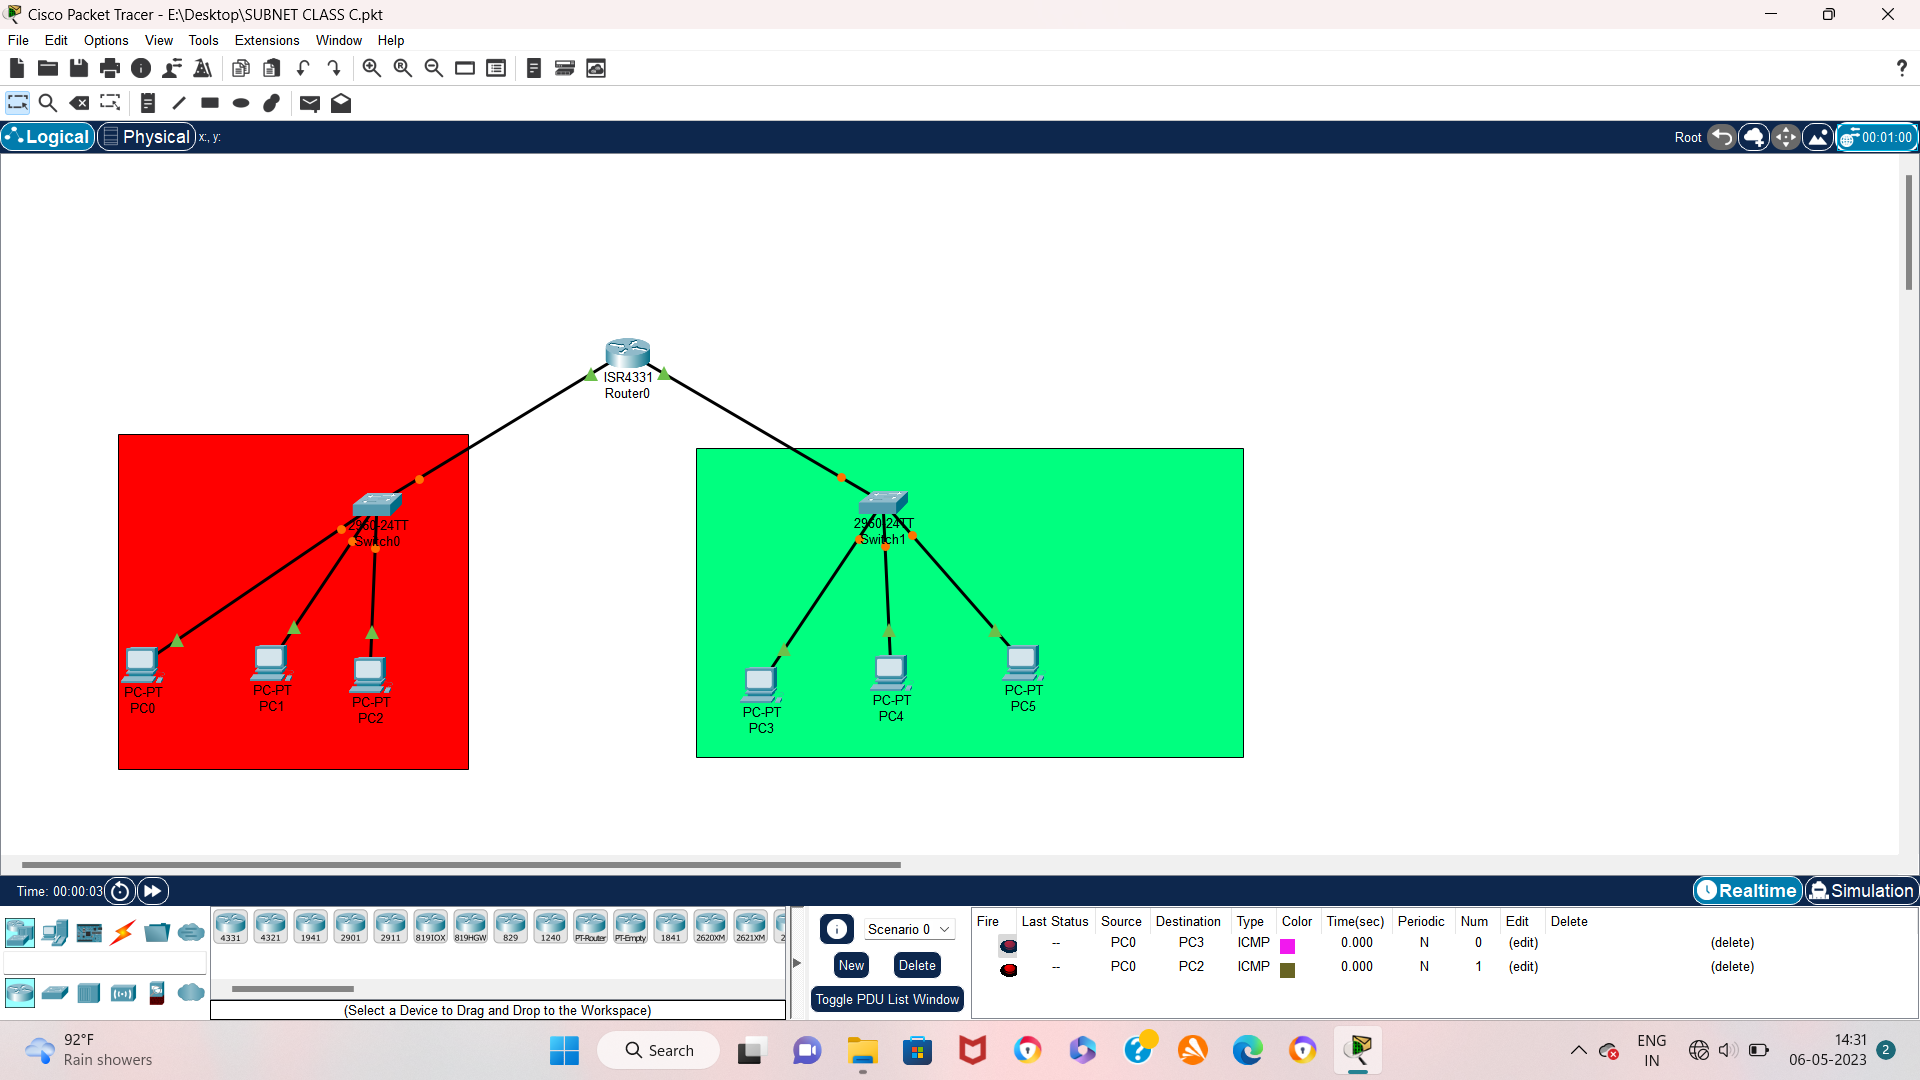 Cisco Packet Tracer - E:\Desktop\SUBNET CLASS C.pkt
File Edit Options View Tools Extensions Window Help
?
Logical Physical x:, y: Root 00:01:00
ISR4331
Router0
2960-24TT
Switch0
2960-24TT
Switch1
PC-PT
PC0
PC-PT
PC1
PC-PT
PC2
PC-PT
PC3
PC-PT
PC4
PC-PT
PC5
Time: 00:00:03 Realtime Simulation
4331 4321 1941 2901 2911 819IOX 819HGW 829 1240 PT-Router PT-Empty 1841 2620XM 2621XM 2
(Select a Device to Drag and Drop to the Workspace)
Scenario 0
New Delete
Toggle PDU List Window
Fire Last Status Source Destination Type Color Time(sec) Periodic Num Edit Delete
-- PC0 PC3 ICMP 0.000 N 0 (edit) (delete)
-- PC0 PC2 ICMP 0.000 N 1 (edit) (delete)
92°F
Rain showers
Search
ENG
IN
14:31
06-05-2023
2